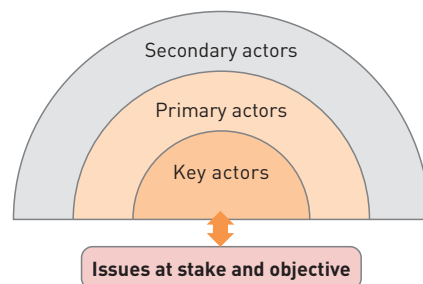 Secondary actors
Primary actors
Key actors
Issues at stake and objective